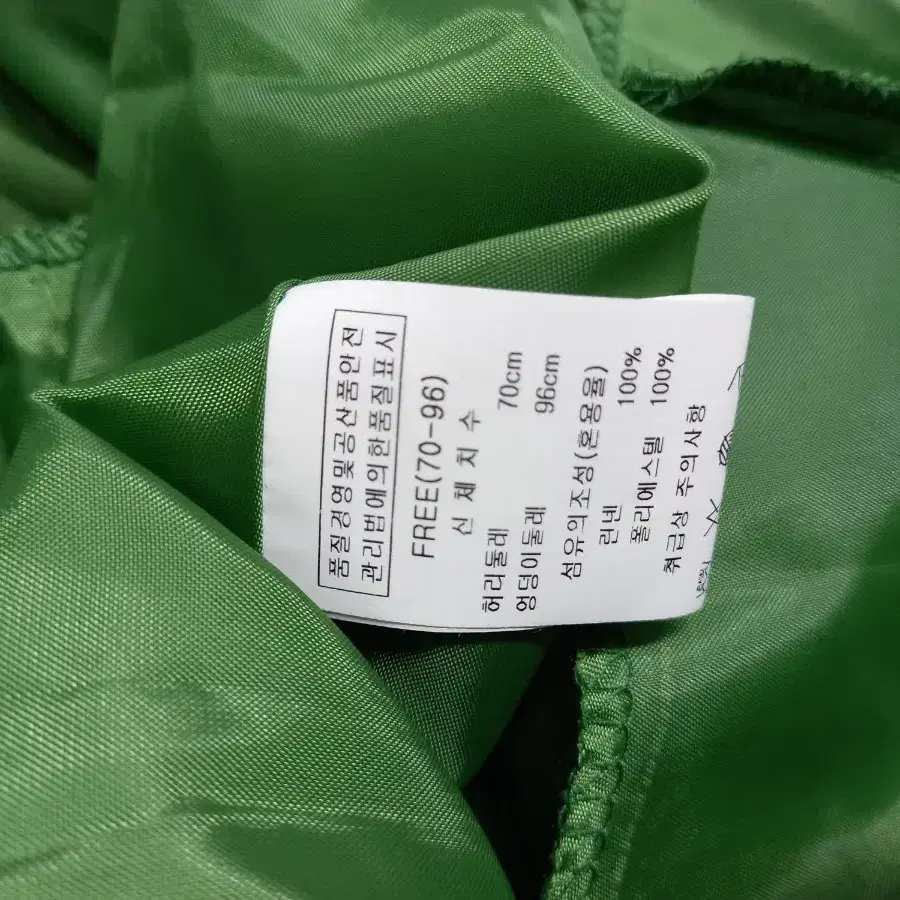 품질경영및공산품안전
관리법에의한품질표시
FREE(70-96)
신 체 치 수
허리둘레 70cm
엉덩이둘레 96cm
섬유의조성(혼용율)
린넨 100%
폴리에스텔 100%
취급상 주의사항